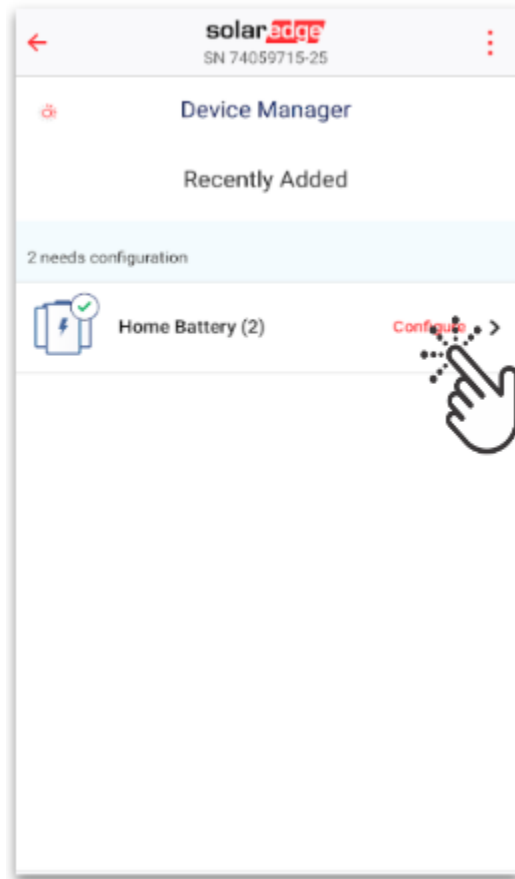 solaredge
SN 74059715-25
Device Manager
Recently Added
2 needs configuration
Home Battery (2)
Configure